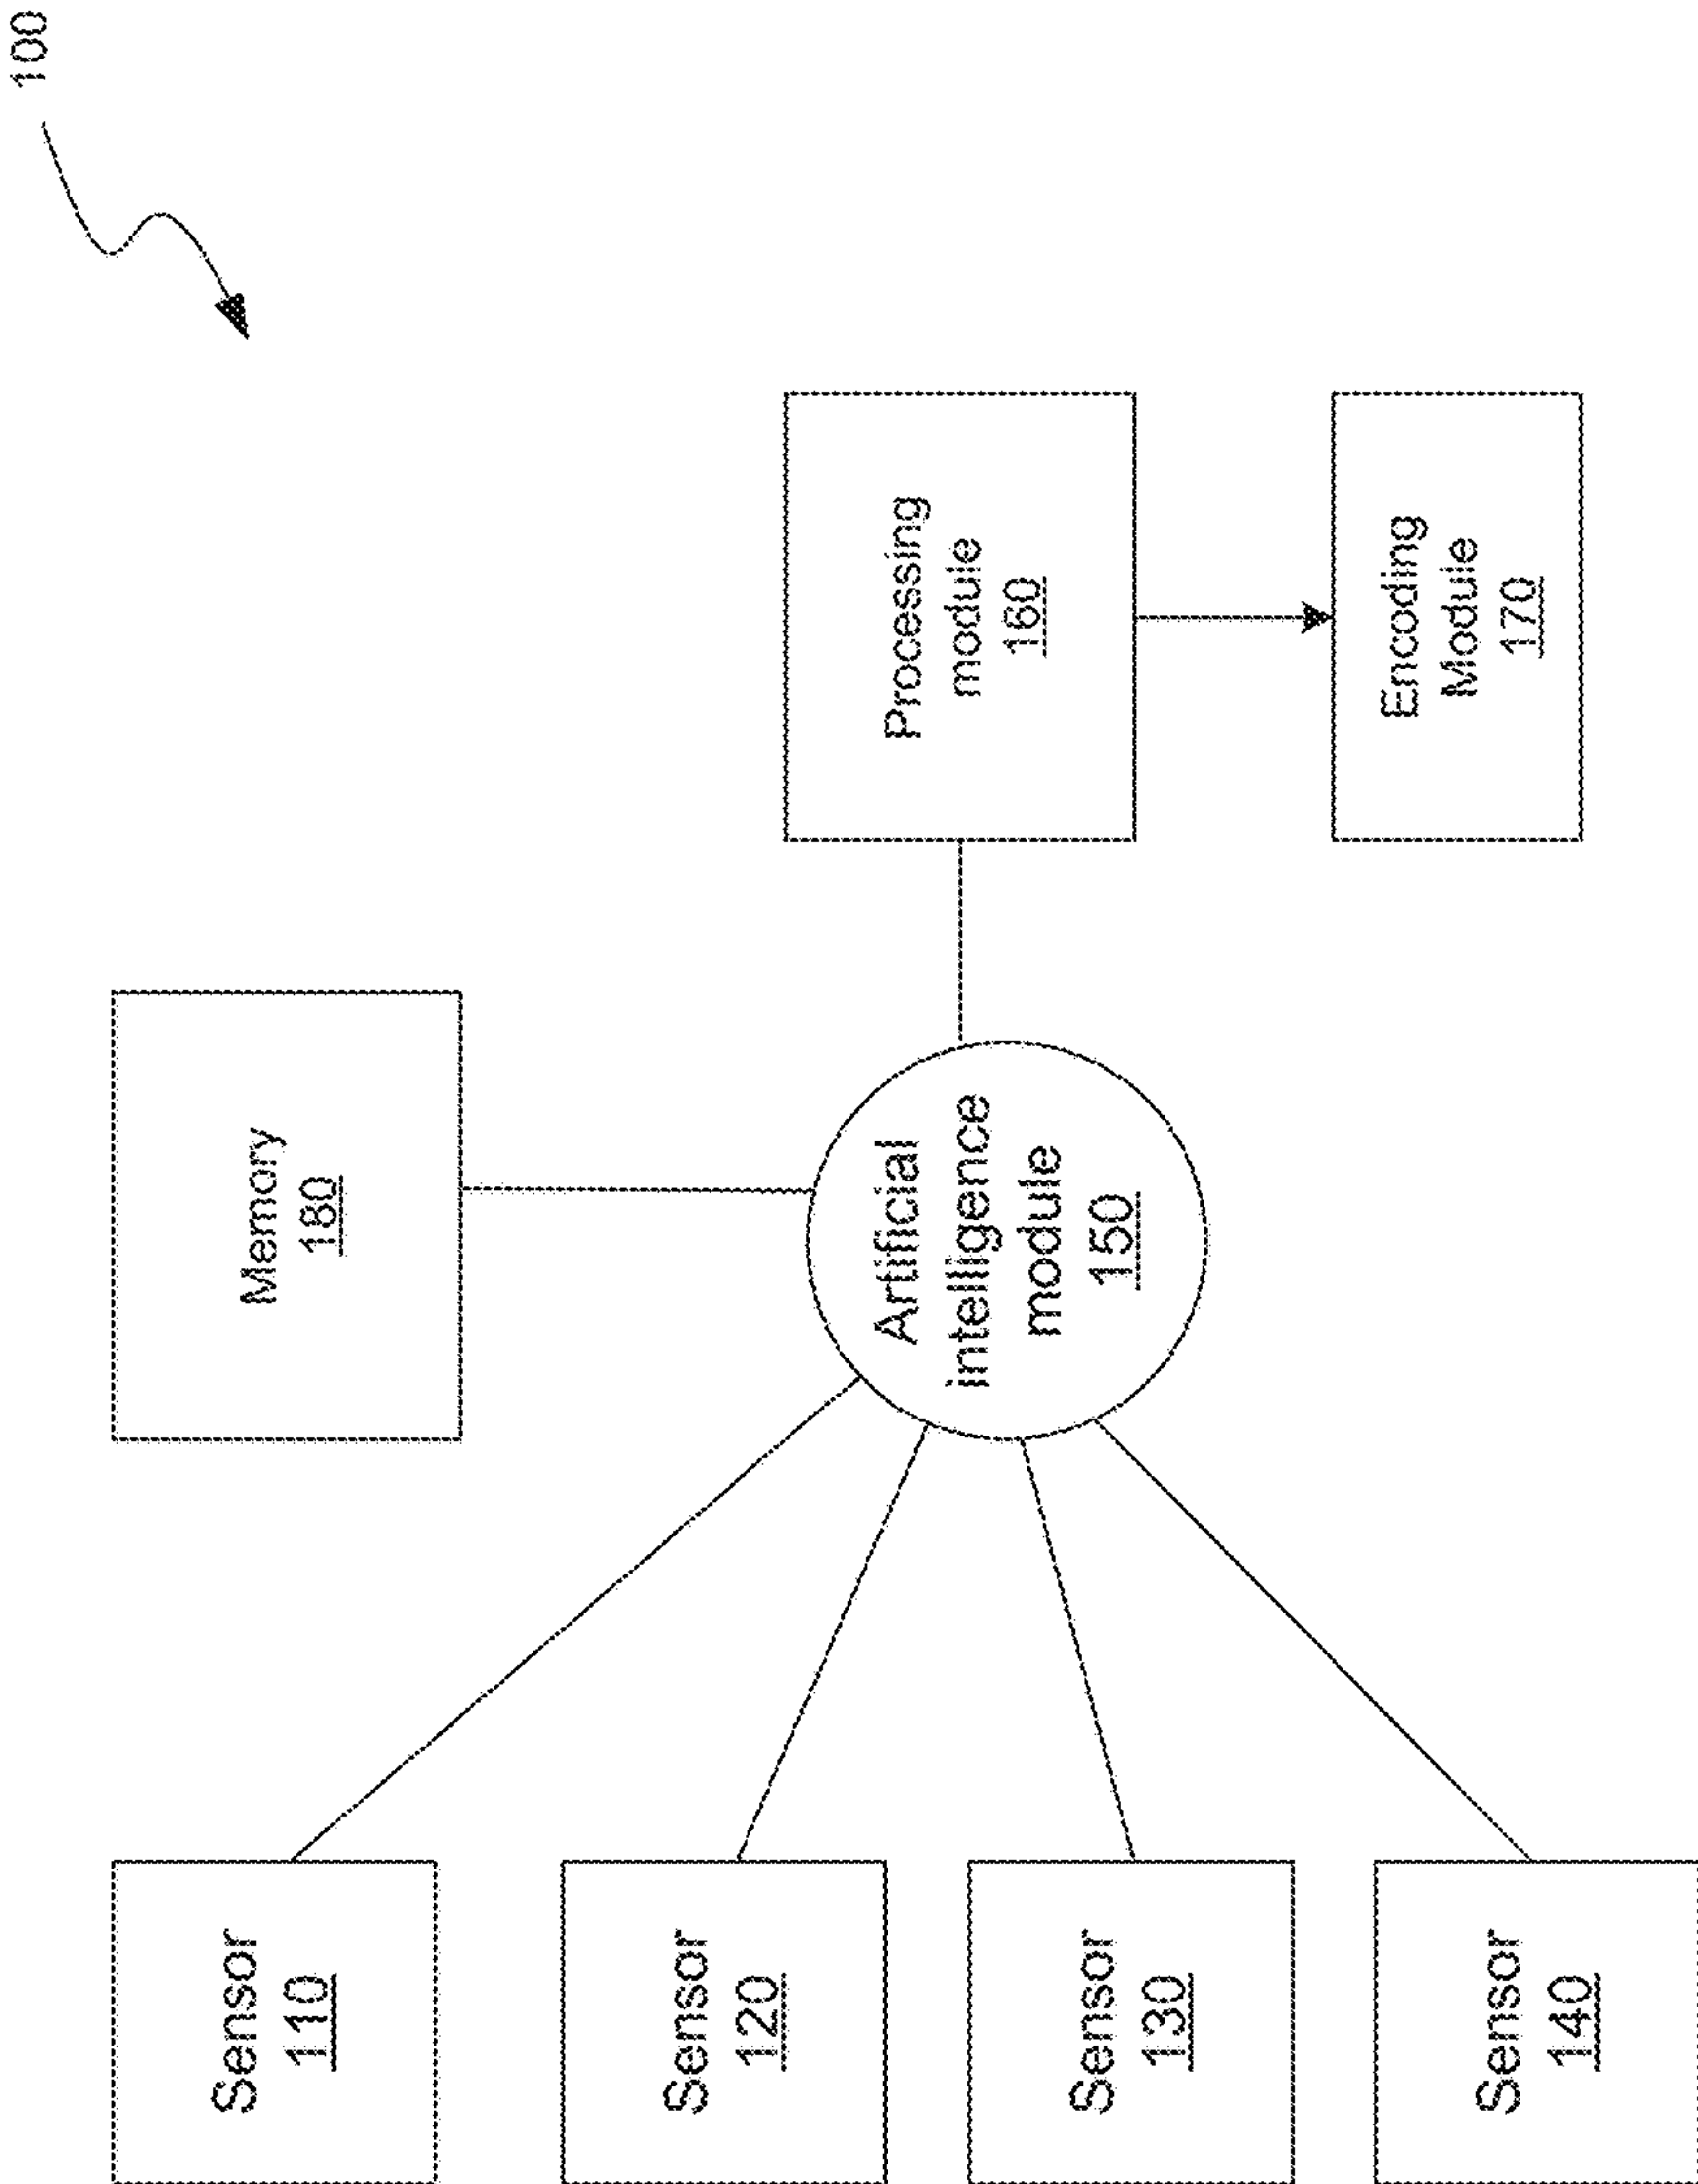 100
Memory
180
Processing
module
160
Encoding
Module
170
Artificial
intelligence
module
150
Sensor
110
Sensor
120
Sensor
130
Sensor
140